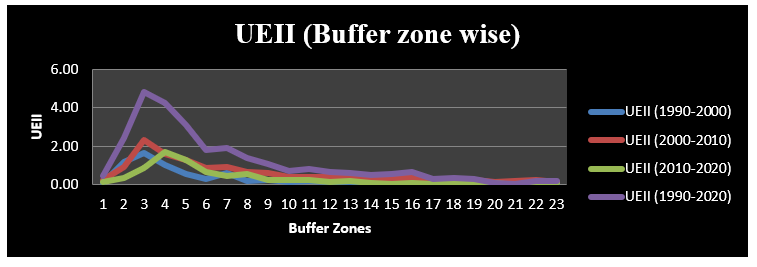 UEII (Buffer zone wise)
6.00
4.00
2.00
0.00
UEII
1 2 3 4 5 6 7 8 9 10 11 12 13 14 15 16 17 18 19 20 21 22 23
Buffer Zones
UEII (1990-2000)
UEII (2000-2010)
UEII (2010-2020)
UEII (1990-2020)